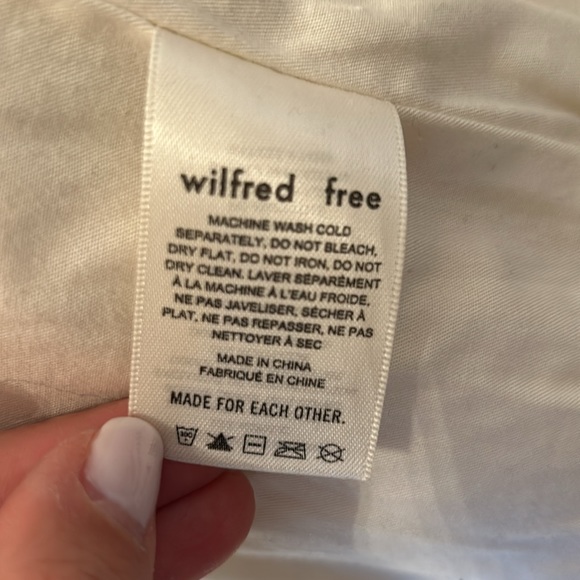 wilfred free
MACHINE WASH COLD
SEPARATELY, DO NOT BLEACH,
DRY FLAT, DO NOT IRON, DO NOT
DRY CLEAN. LAVER SÉPARÉMENT
À LA MACHINE À L'EAU FROIDE,
NE PAS JAVELISER, SÉCHER À
PLAT, NE PAS REPASSER, NE PAS
NETTOYER À SEC
MADE IN CHINA
FABRIQUÉ EN CHINE
MADE FOR EACH OTHER.